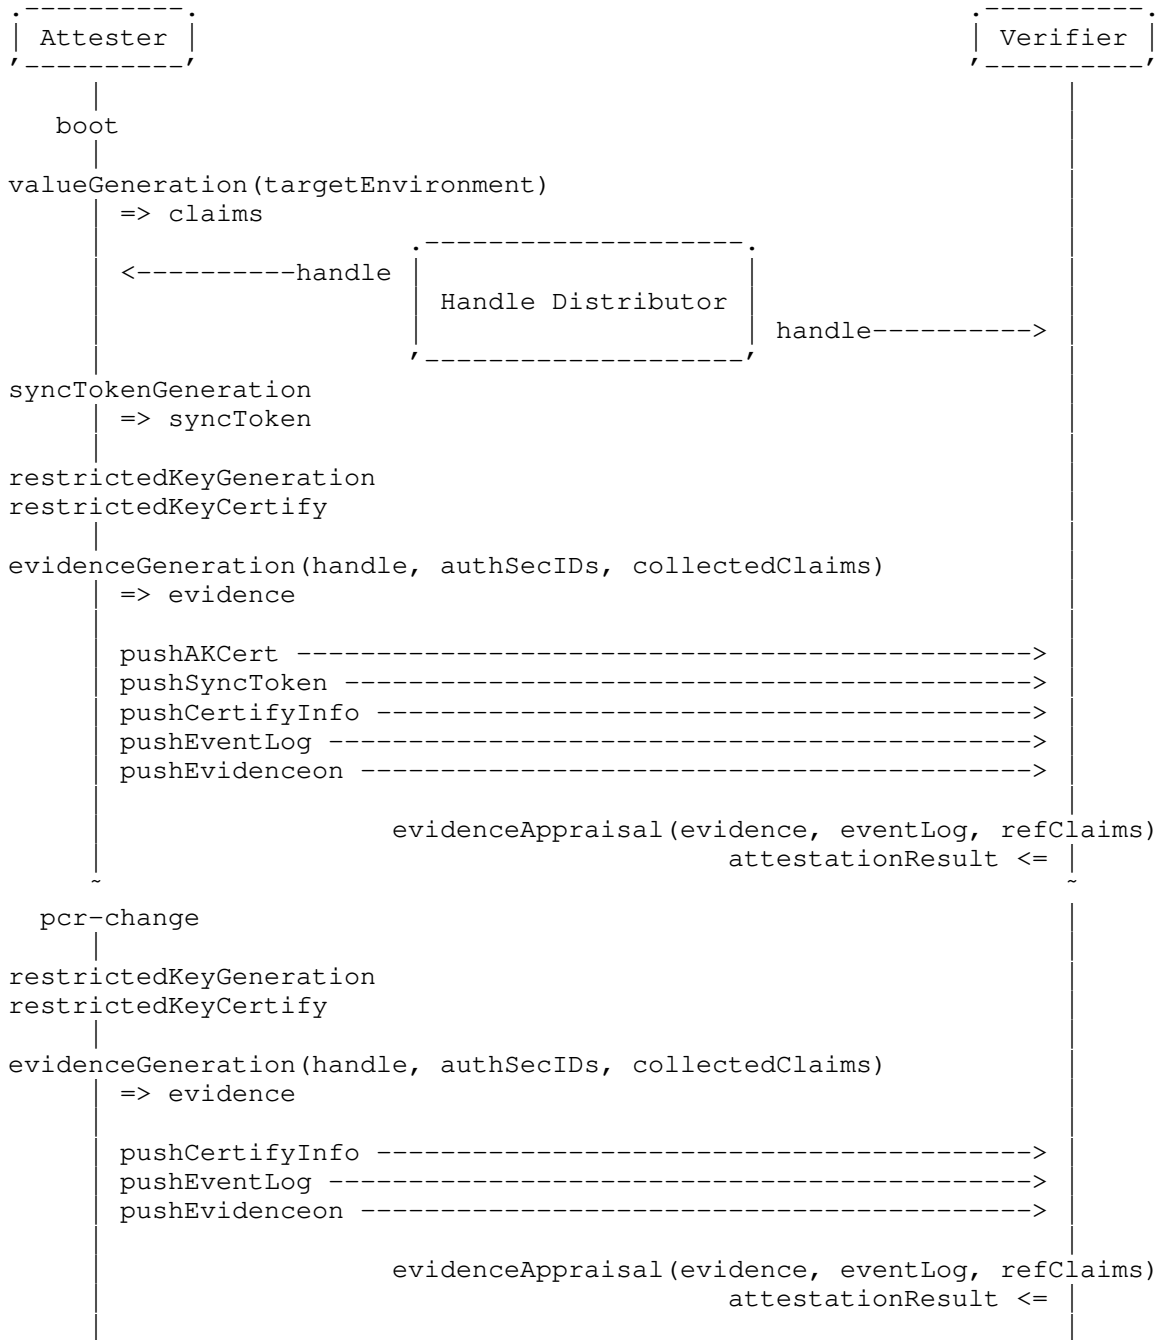 Attester Verifier
boot
valueGeneration(targetEnvironment)
=> claims
<----------handle
Handle Distributor
handle---------->
syncTokenGeneration
=> syncToken
restrictedKeyGeneration
restrictedKeyCertify
evidenceGeneration(handle, authSecIDs, collectedClaims)
=> evidence
pushAKCert ---------------------------------------------->
pushSyncToken ------------------------------------------->
pushCertifyInfo ----------------------------------------->
pushEventLog -------------------------------------------->
pushEvidenceon ------------------------------------------>
evidenceAppraisal(evidence, eventLog, refClaims)
attestationResult <=
~ ~
pcr-change
restrictedKeyGeneration
restrictedKeyCertify
evidenceGeneration(handle, authSecIDs, collectedClaims)
=> evidence
pushCertifyInfo ----------------------------------------->
pushEventLog -------------------------------------------->
pushEvidenceon ------------------------------------------>
evidenceAppraisal(evidence, eventLog, refClaims)
attestationResult <=